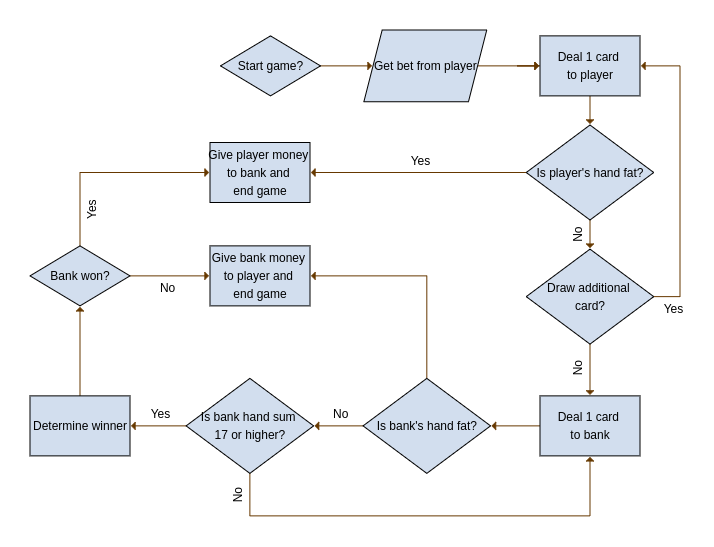 Start game?
Get bet from player
Deal 1 card
to player
Give player money
to bank and
end game
Yes
Is player's hand fat?
Yes
No
Bank won?
No
Give bank money
to player and
end game
Draw additional
card?
Yes
No
Determine winner
Yes
Is bank hand sum
17 or higher?
No
Is bank's hand fat?
Deal 1 card
to bank
No